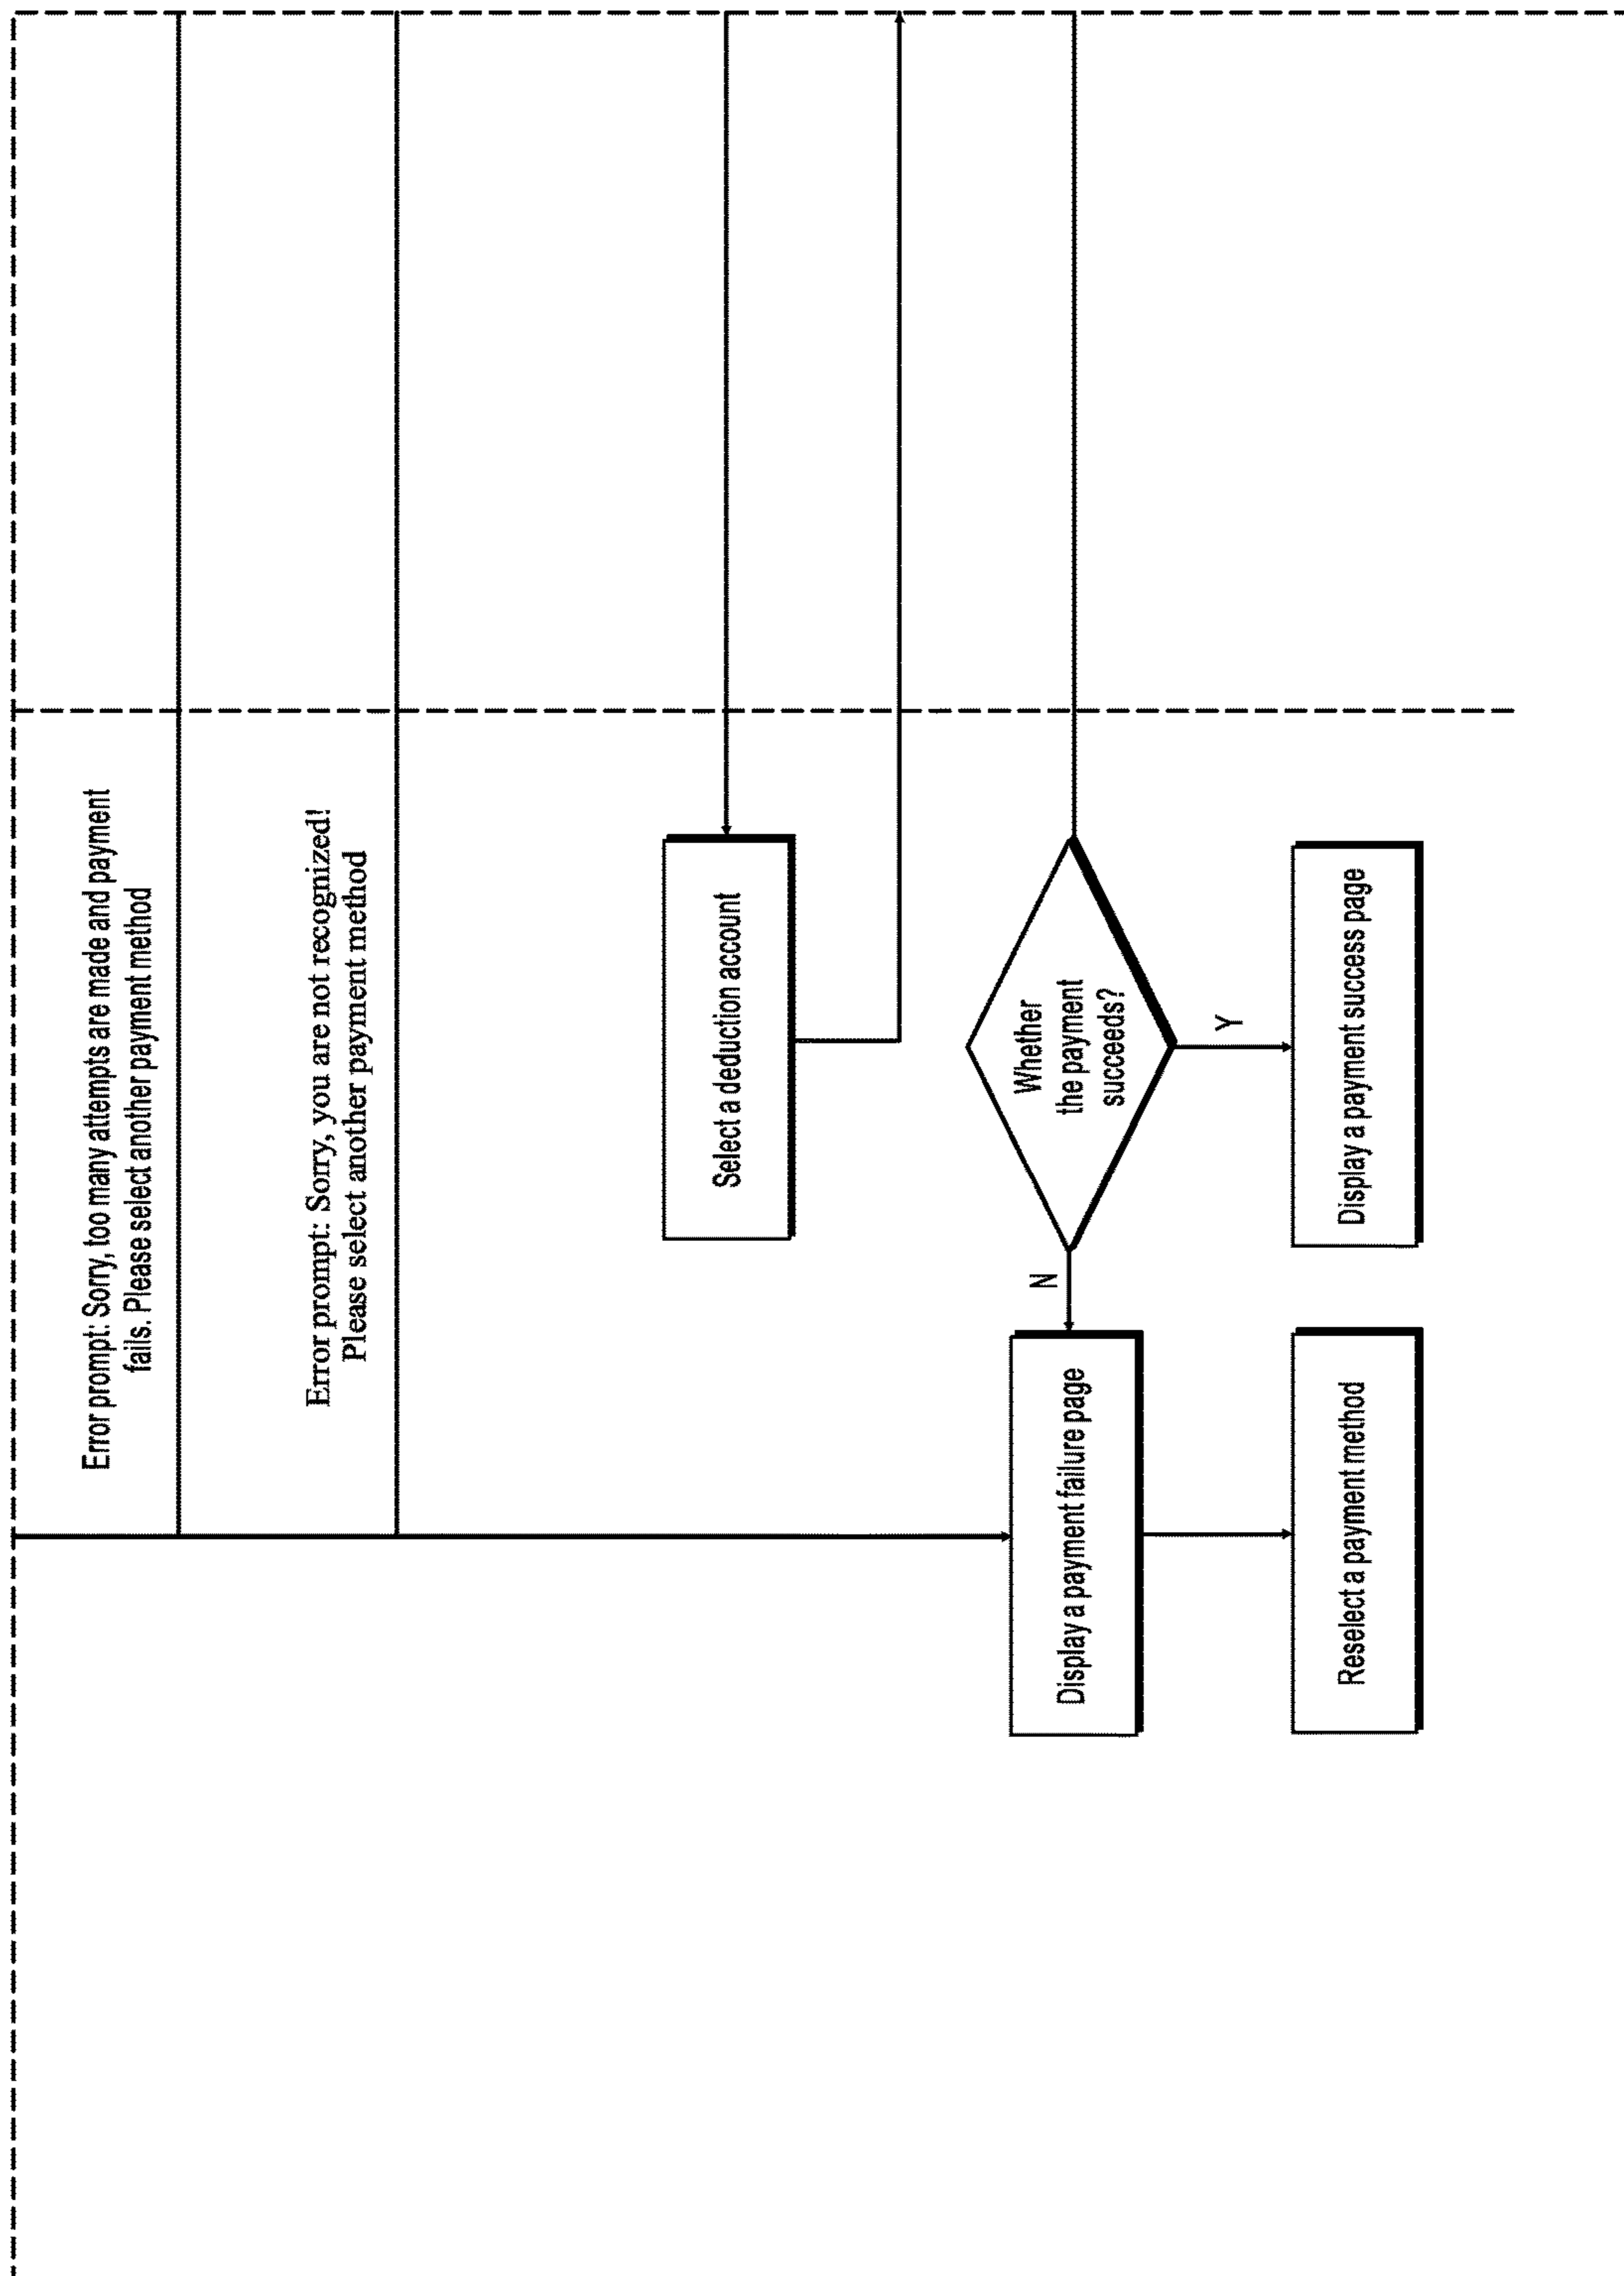 Error prompt: Sorry, too many attempts are made and payment
fails. Please select another payment method
Error prompt: Sorry, you are not recognized!
Please select another payment method
Select a deduction account
Whether
the payment
succeeds?
N
Y
Display a payment failure page
Display a payment success page
Reselect a payment method